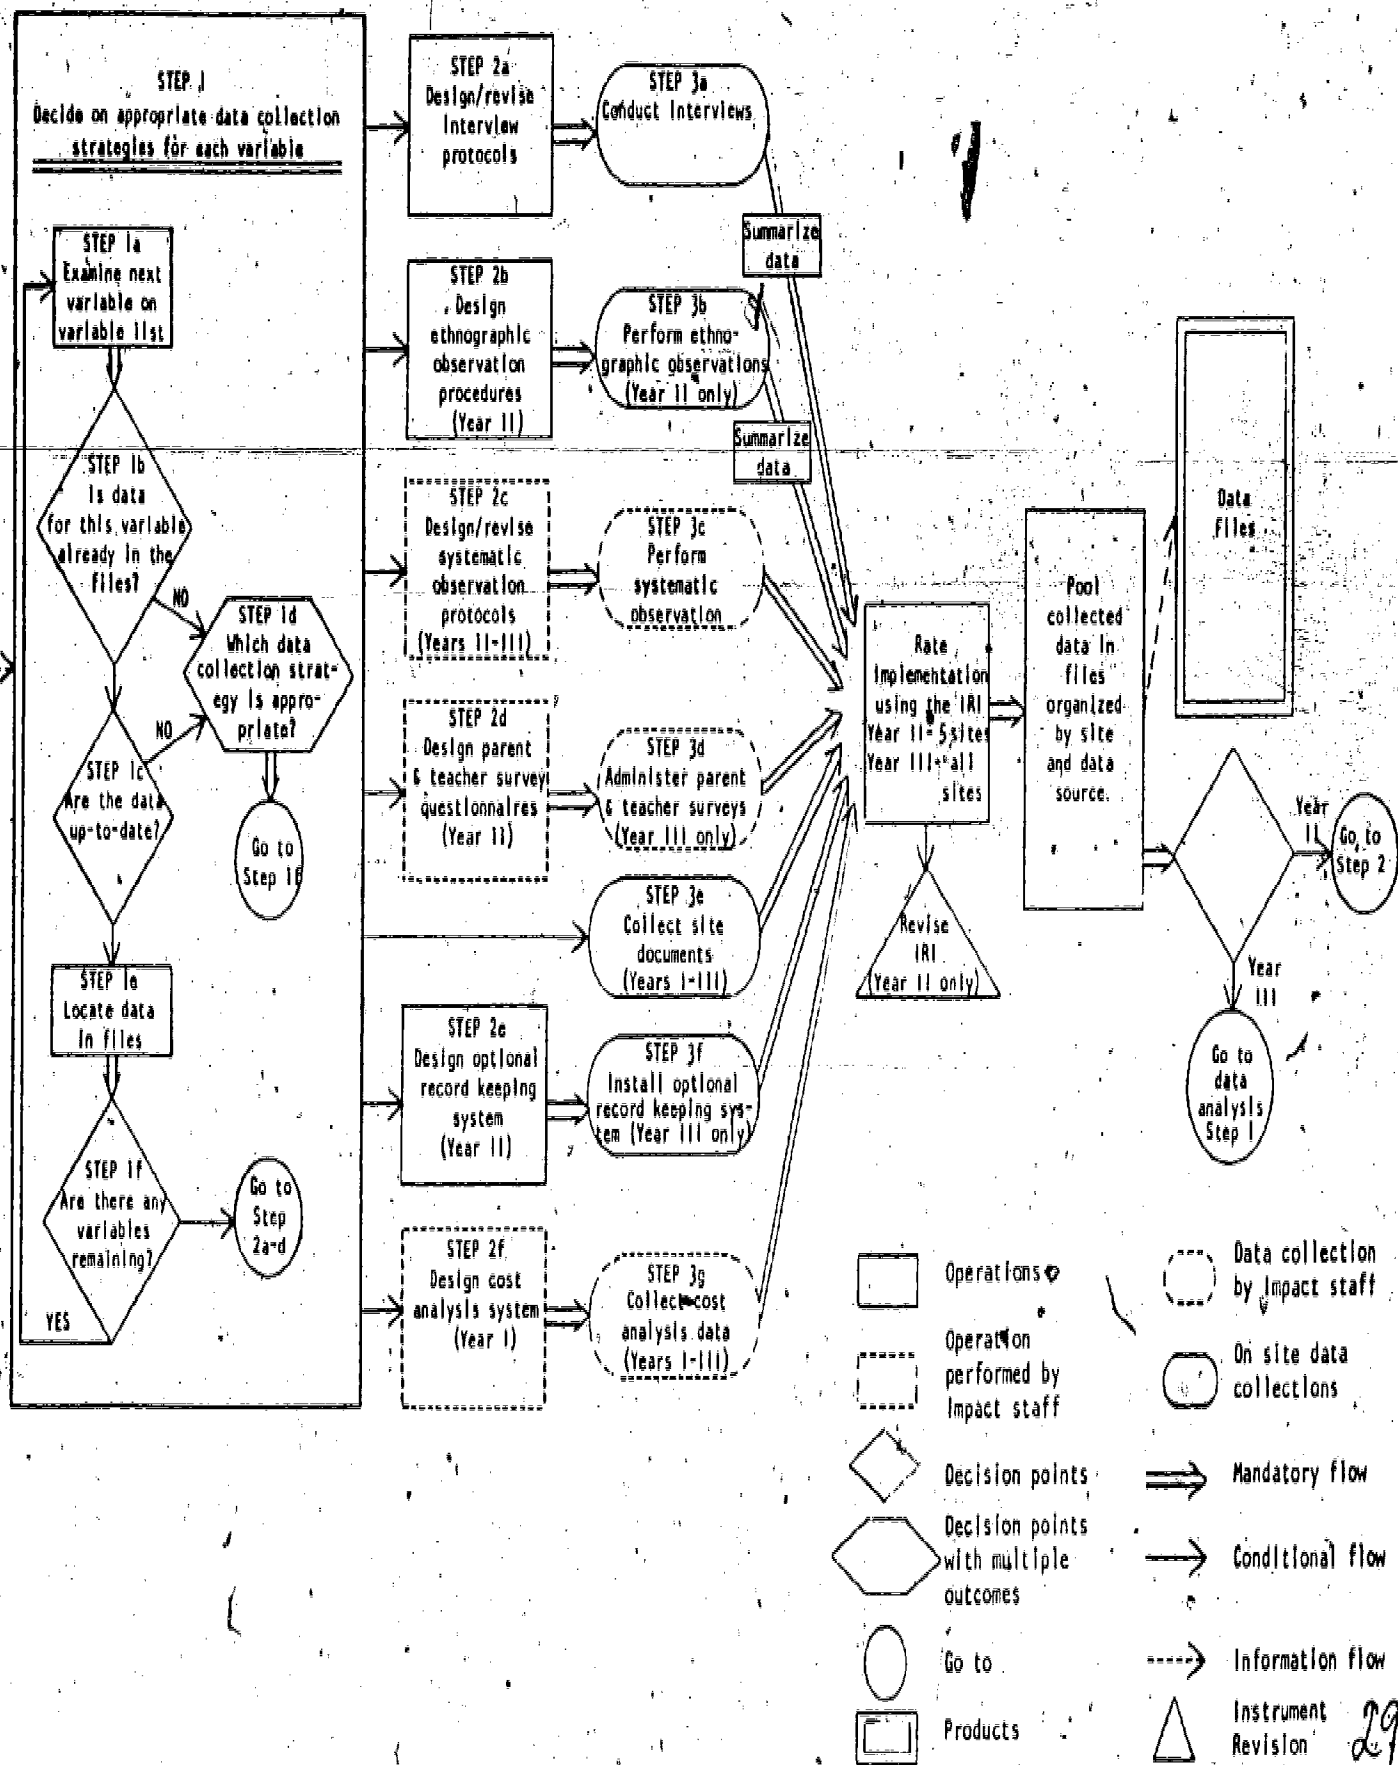 STEP 1
Decide on appropriate data collection
strategies for each variable
STEP 1a
Examine next
variable on
variable list
STEP 1b
Is data
for this variable
already in the
files?
NO
STEP 1d
Which data
collection strat-
egy is appro-
priate?
NO
STEP 1c
Are the data
up-to-date?
Go to
Step 1f
STEP 1e
Locate data
in files
STEP 1f
Are there any
variables
remaining?
Go to
Step
2a-d
YES
STEP 2a
Design/revise
interview
protocols
STEP 2b
Design
ethnographic
observation
procedures
(Year II)
STEP 2c
Design/revise
systematic
observation
protocols
(Years II-III)
STEP 2d
Design parent
& teacher survey
questionnaires
(Year II)
STEP 2e
Design optional
record keeping
system
(Year II)
STEP 2f
Design cost
analysis system
(Year I)
STEP 3a
Conduct interviews
Summarize
data
STEP 3b
Perform ethno-
graphic observations
(Year II only)
Summarize
data
STEP 3c
Perform
systematic
observation
STEP 3d
Administer parent
& teacher surveys
(Year III only)
STEP 3e
Collect site
documents
(Years I-III)
STEP 3f
Install optional
record keeping sys-
tem (Year III only)
STEP 3g
Collect cost
analysis data
(Years I-III)
Rate
implementation
using the IRI
Year II-5sites
Year III-all
sites
Revise
IRI
(Year II only)
Pool
collected
data in
files
organized
by site
and data
source.
Data
files
Year
II
Go to
Step 2
Year
III
Go to
data
analysis
Step 1
Operations
Operation
performed by
Impact staff
Decision points
Decision points
with multiple
outcomes
Go to
Products
Data collection
by Impact staff
On site data
collections
Mandatory flow
Conditional flow
Information flow
Instrument
Revision
29